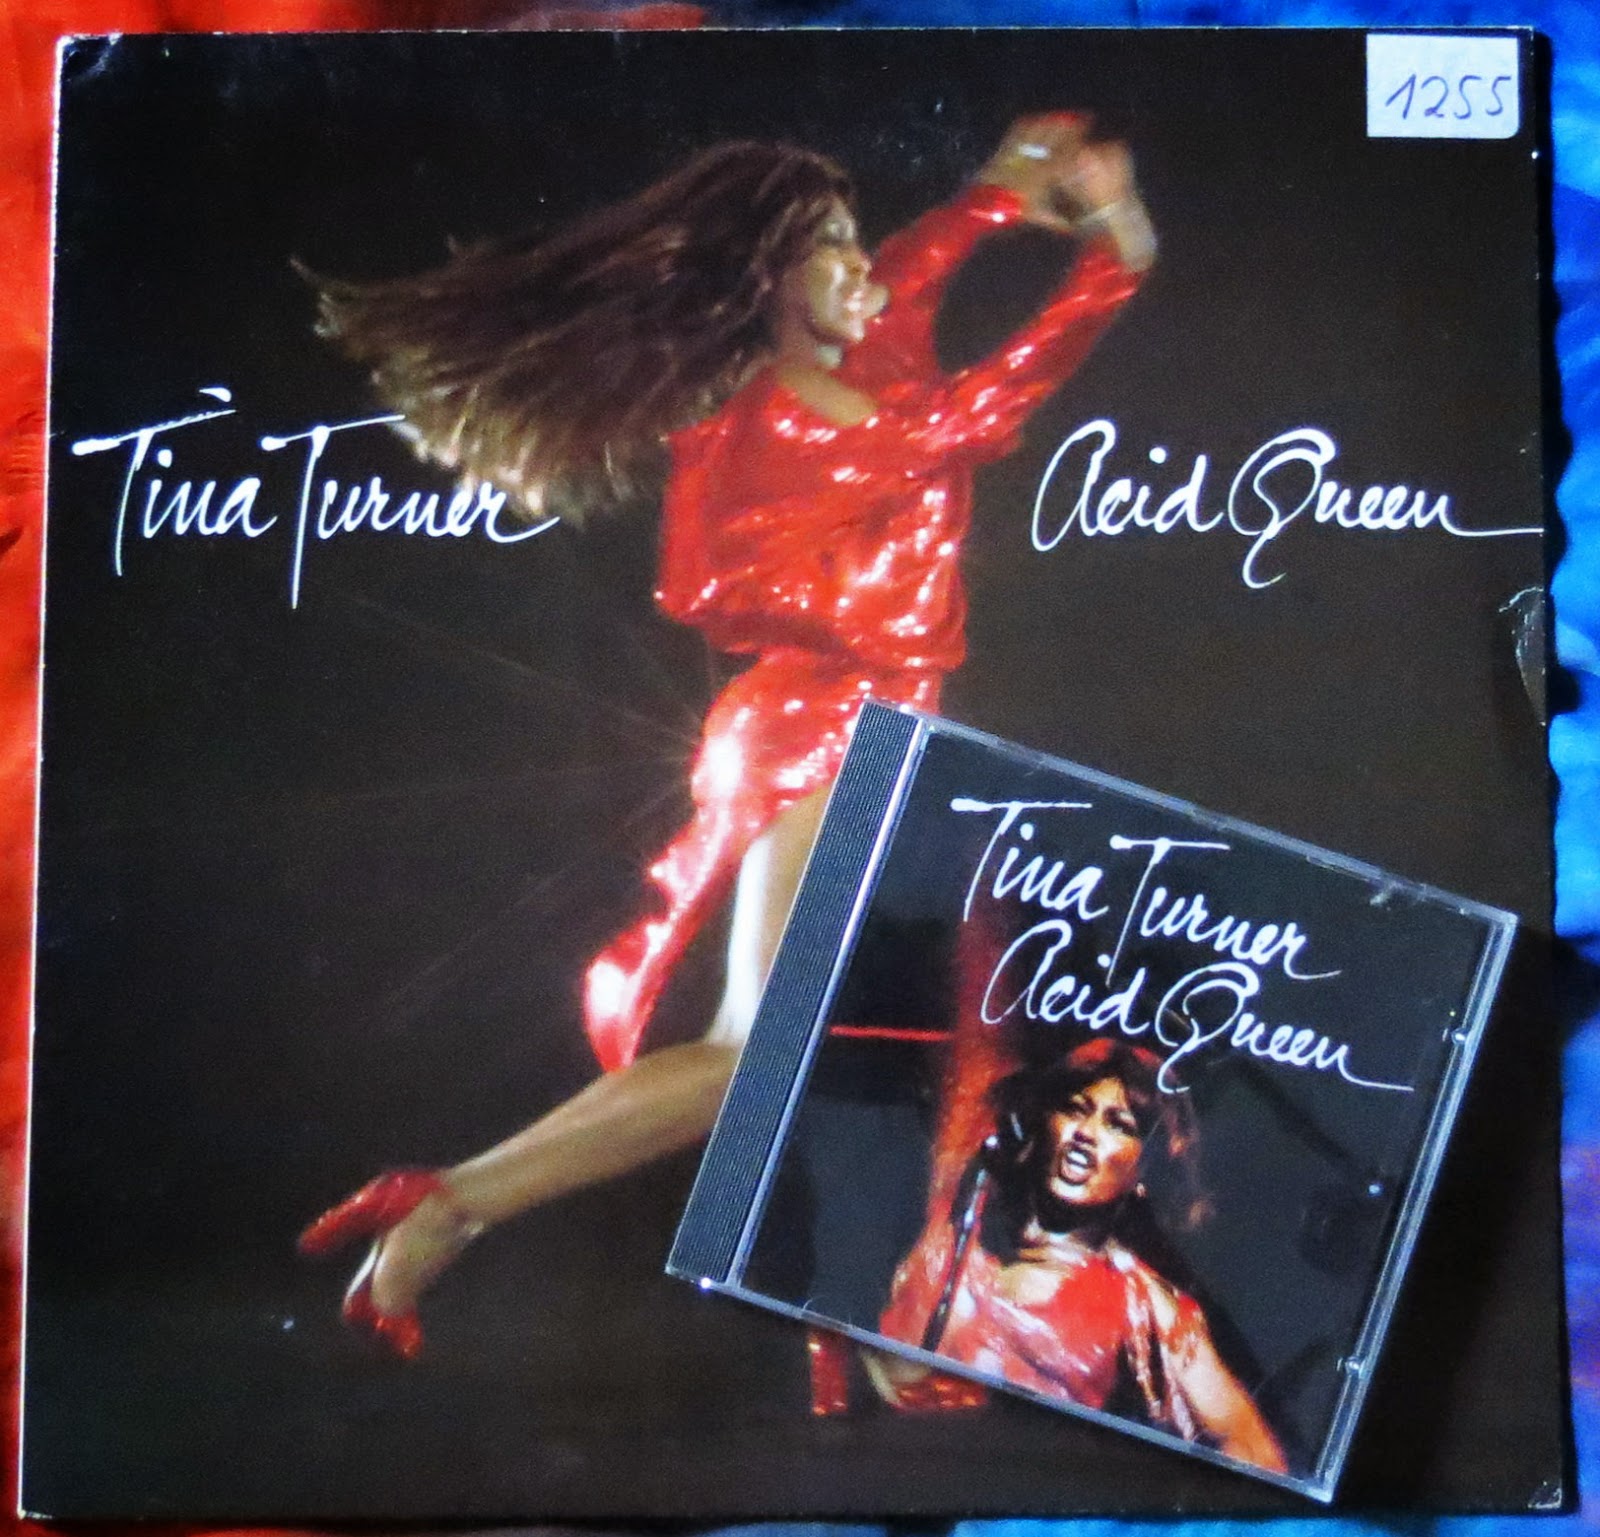 1255
Tina Turner
Acid Queen
Tina Turner
Acid Queen